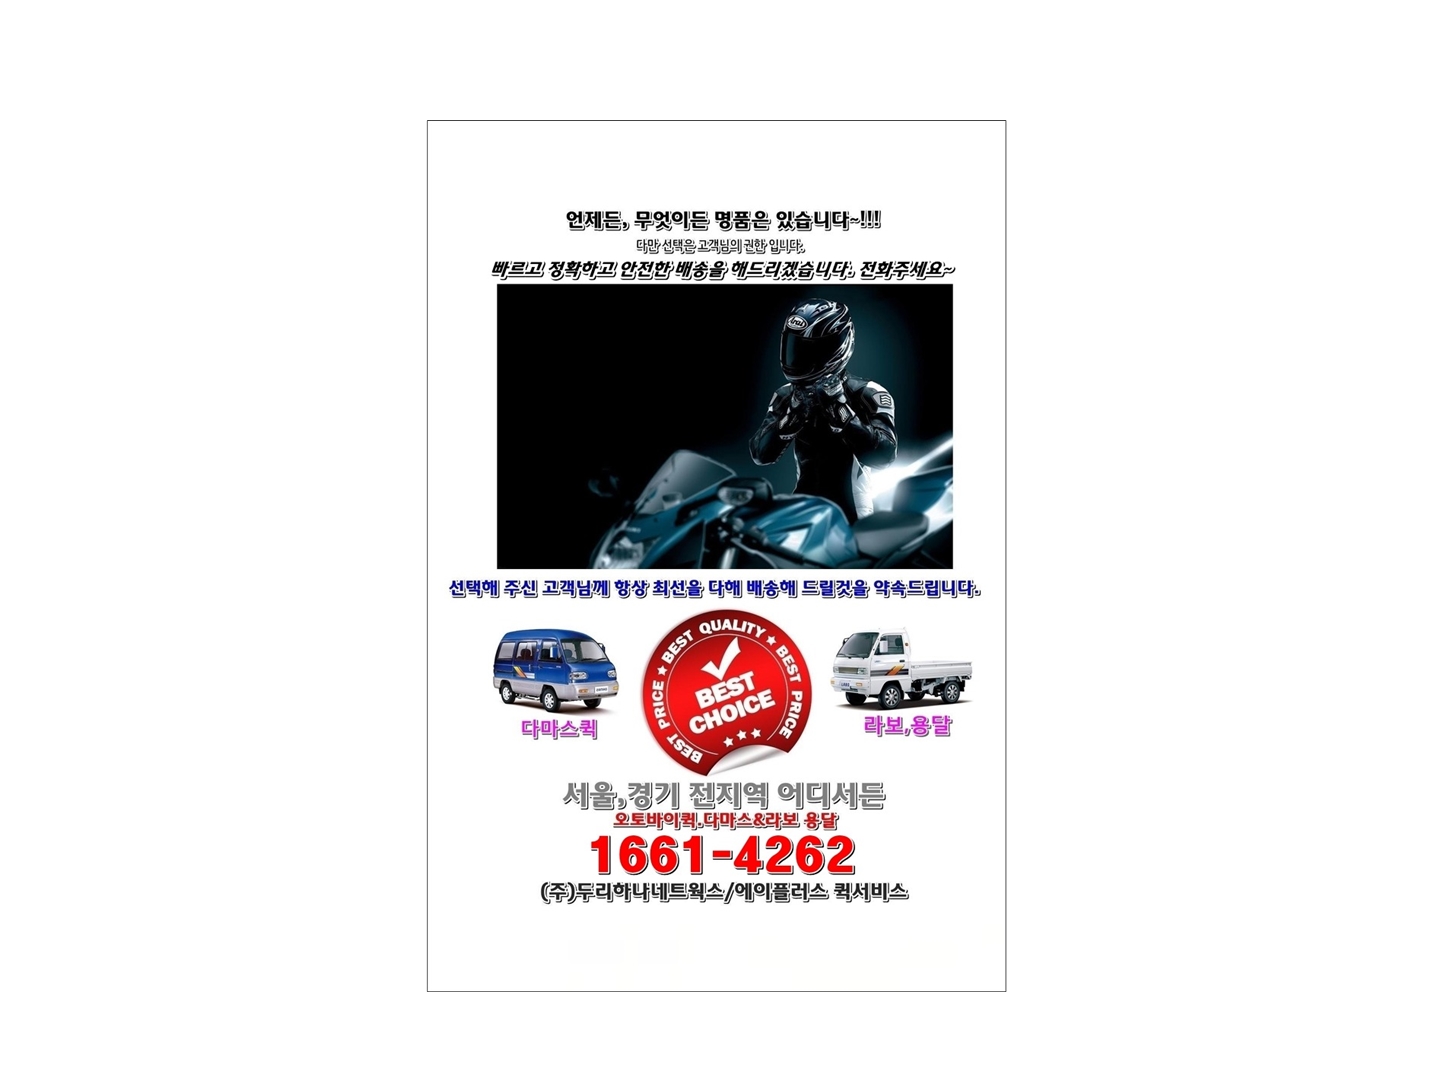 언제든, 무엇이든 명품은 있습니다~!!!
다만 선택은 고객님의 권한 입니다.
빠르고 정확하고 안전한 배송을 해드리겠습니다. 전화주세요~
Arai
선택해 주신 고객님께 항상 최선을 다해 배송해 드릴것을 약속드립니다.
BEST PRICE ★ BEST QUALITY ★ BEST PRICE
BEST
CHOICE
다마스퀵
라보,용달
서울,경기 전지역 어디서든
오토바이퀵.다마스&라보 용달
1661-4262
(주)두리하나네트웍스/에이플러스 퀵서비스